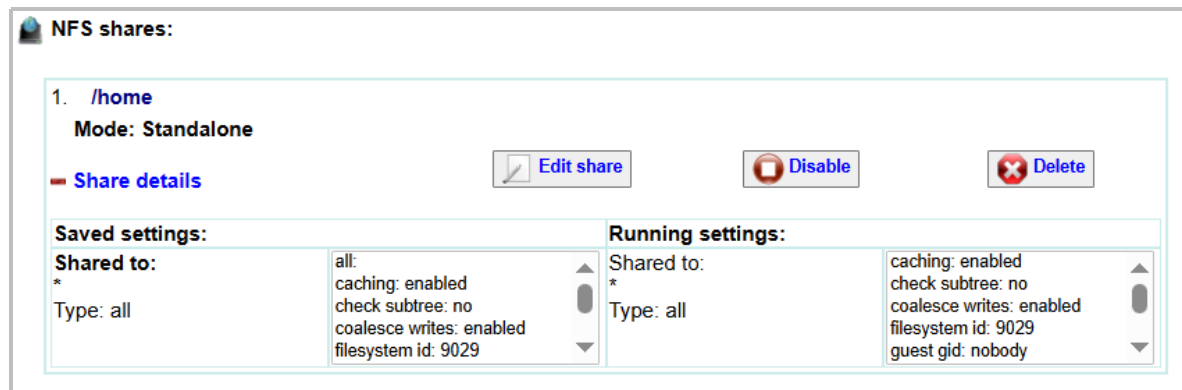 NFS shares:
1. /home
Mode: Standalone
Share details
Edit share
Disable
Delete
Saved settings:
Running settings:
Shared to:
*
Type: all
all:
caching: enabled
check subtree: no
coalesce writes: enabled
filesystem id: 9029
Shared to:
*
Type: all
caching: enabled
check subtree: no
coalesce writes: enabled
filesystem id: 9029
guest gid: nobody